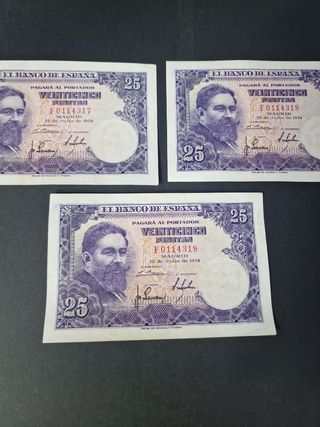 EL BANCO DE ESPAÑA 25
PAGARÁ AL PORTADOR
VEINTICINCO
PESETAS
F0114317
MADRID
22 de Julio de 1954
EL BANCO DE ESPAÑA
PAGARÁ AL PORTADOR
VEINTICINCO
PESETAS
F0114318
MADRID
22 de Julio de 1954
25
EL BANCO DE ESPAÑA 25
PAGARÁ AL PORTADOR
VEINTICINCO
PESETAS
F0114319
MADRID
22 de Julio de 1954
25